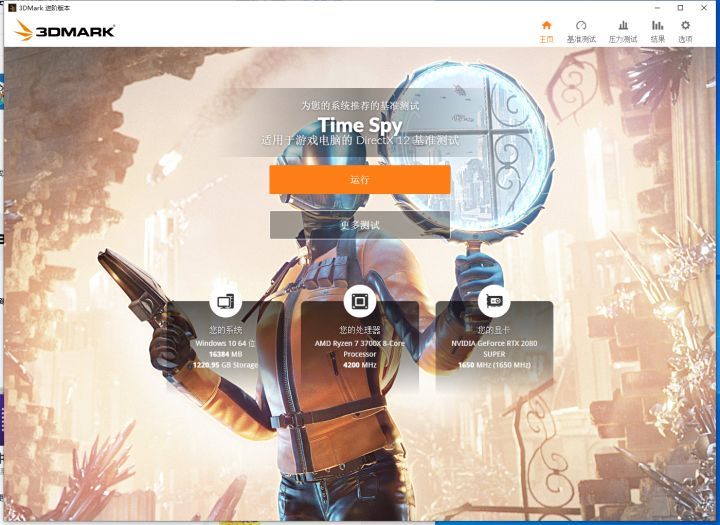 3DMark 进阶版本
3DMARK
主页
基准测试
压力测试
结果
选项
为您的系统推荐的基准测试
Time Spy
适用于游戏电脑的 DirectX 12 基准测试
运行
更多测试
您的系统
Windows 10 64 位
16384 MB
1220.95 GB Storage
您的处理器
AMD Ryzen 7 3700X 8-Core
Processor
4200 MHz
您的显卡
NVIDIA GeForce RTX 2080
SUPER
1650 MHz (1650 MHz)